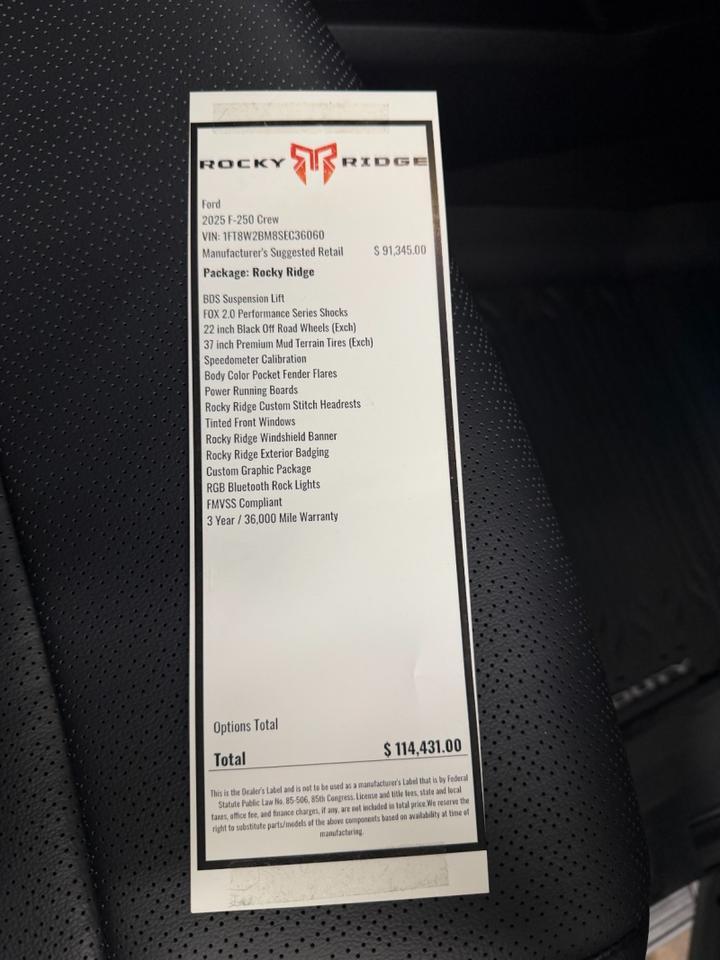 ROCKY RIDGE
Ford
2025 F-250 Crew
VIN: 1FT8W2BM8SEC36060
Manufacturer's Suggested Retail $ 91,345.00
Package: Rocky Ridge
BDS Suspension Lift
FOX 2.0 Performance Series Shocks
22 inch Black Off Road Wheels (Exch)
37 inch Premium Mud Terrain Tires (Exch)
Speedometer Calibration
Body Color Pocket Fender Flares
Power Running Boards
Rocky Ridge Custom Stitch Headrests
Tinted Front Windows
Rocky Ridge Windshield Banner
Rocky Ridge Exterior Badging
Custom Graphic Package
RGB Bluetooth Rock Lights
FMVSS Compliant
3 Year / 36,000 Mile Warranty
Options Total
Total $ 114,431.00
This is the Dealer's Label and is not to be used as a manufacturer's Label that is by Federal
Statute Public Law No. 85-506, 85th Congress. License and title fees, state and local
taxes, office fee, and finance charges, if any, are not included in total price.We reserve the
right to substitute parts/models of the above components based on availability at time of
manufacturing.